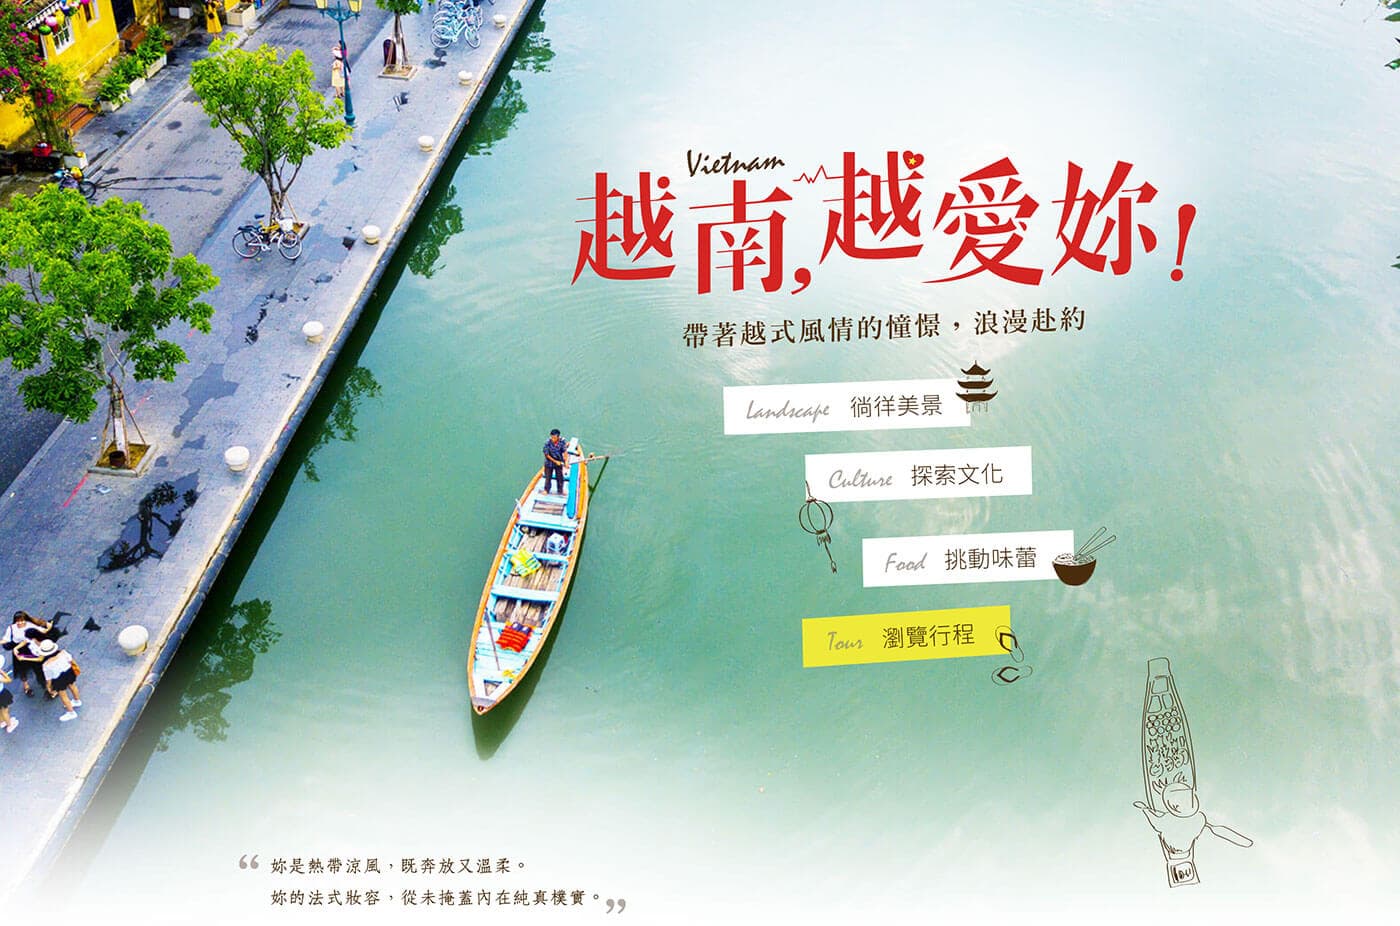 Vietnam
越南,越愛妳!
帶著越式風情的憧憬,浪漫赴約
Landscape 徜徉美景
Culture 探索文化
Food 挑動味蕾
Tour 瀏覽行程
“妳是熱帶涼風,既奔放又溫柔。
妳的法式妝容,從未掩蓋內在純真樸實。”